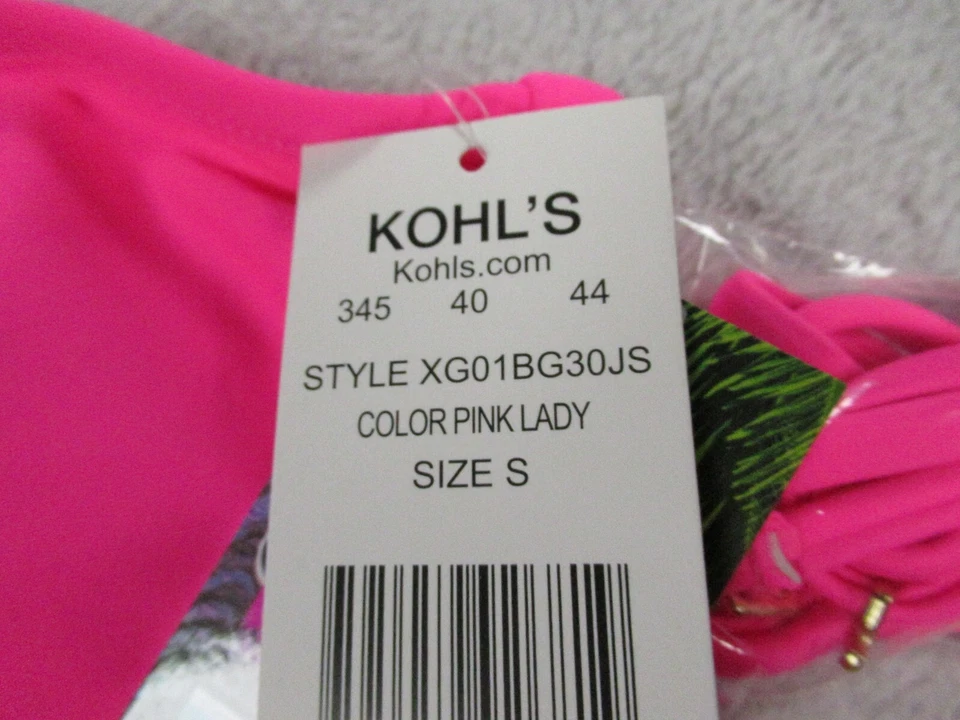 KOHL'S
Kohls.com
345 40 44
STYLE XG01BG30JS
COLOR PINK LADY
SIZE S